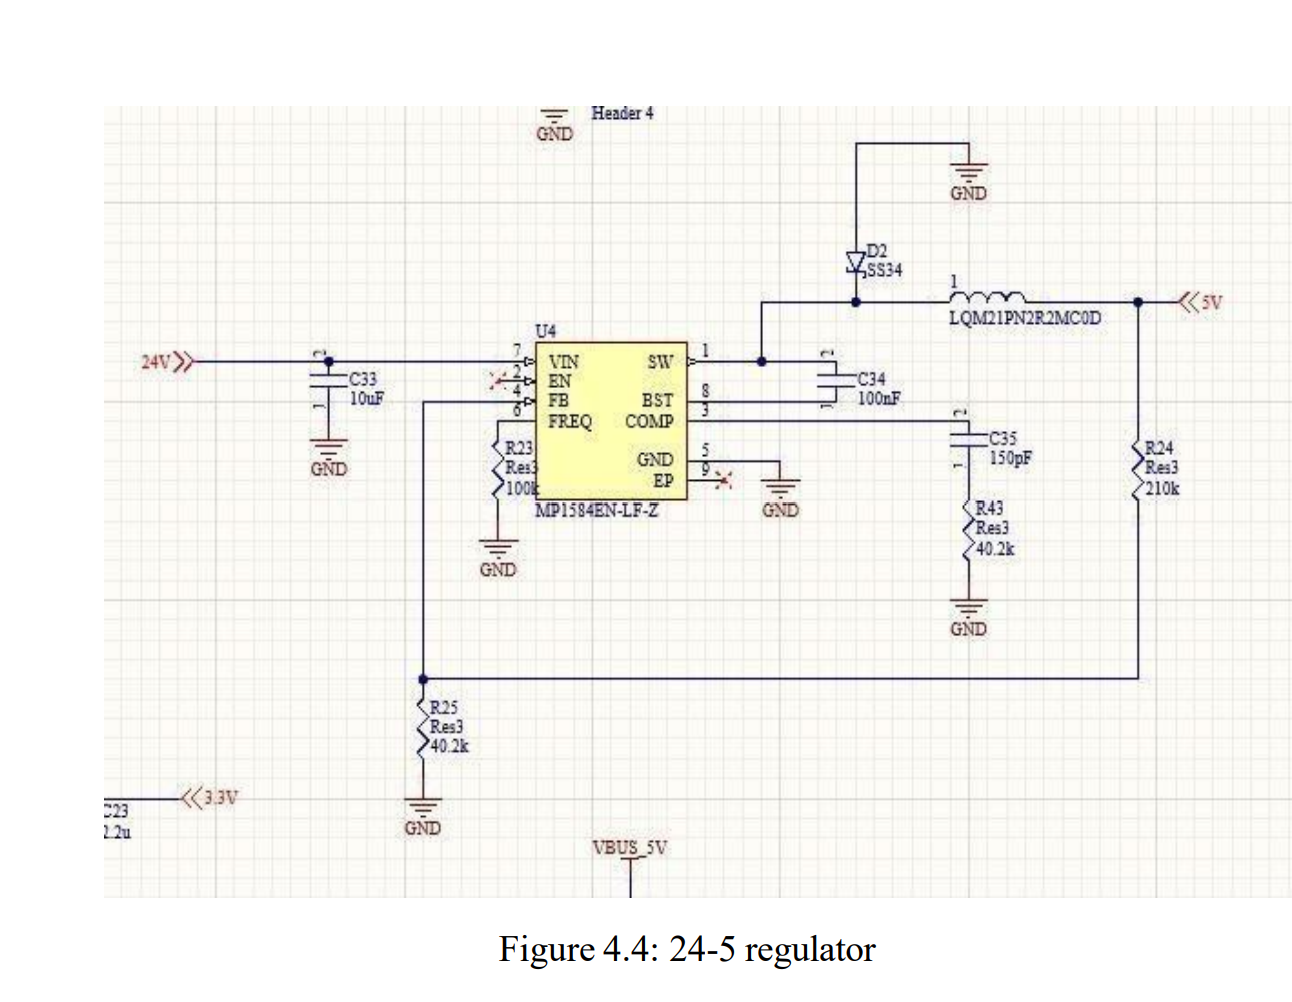 Header 4
GND
GND
D2
SS34
1
5V
LQM21PN2R2MC0D
U4
24V
7
VIN
SW
1
2
2
C33
10uF
1
2
EN
C34
100nF
1
4
FB
BST
8
6
FREQ
COMP
3
2
C35
150pF
1
GND
R23
Res3
100k
GND
5
EP
9
GND
MP1584EN-LF-Z
R24
Res3
210k
R43
Res3
40.2k
GND
GND
R25
Res3
40.2k
GND
3.3V
C23
2.2u
VBUS_5V
Figure 4.4: 24-5 regulator